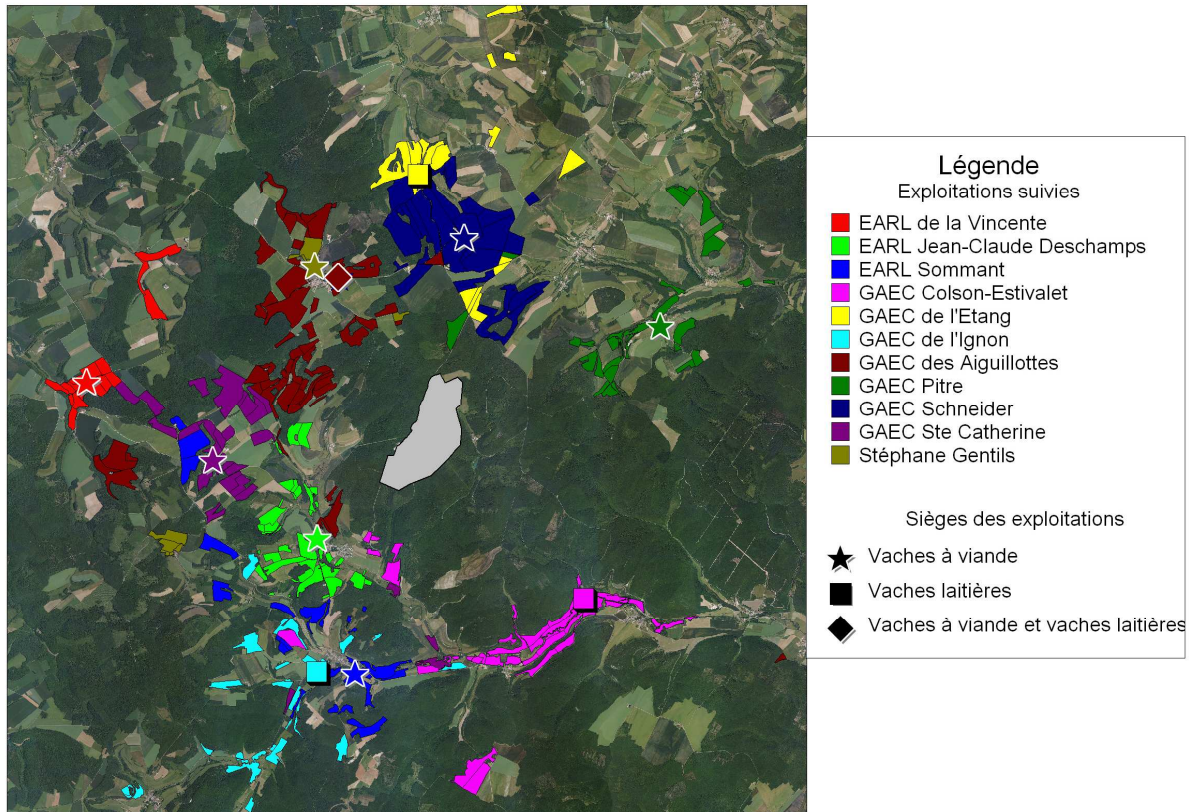 Légende
Exploitations suivies
EARL de la Vincente
EARL Jean-Claude Deschamps
EARL Sommant
GAEC Colson-Estivalet
GAEC de l'Etang
GAEC de l'Ignon
GAEC des Aiguillottes
GAEC Pitre
GAEC Schneider
GAEC Ste Catherine
Stéphane Gentils
Sièges des exploitations
Vaches à viande
Vaches laitières
Vaches à viande et vaches laitières